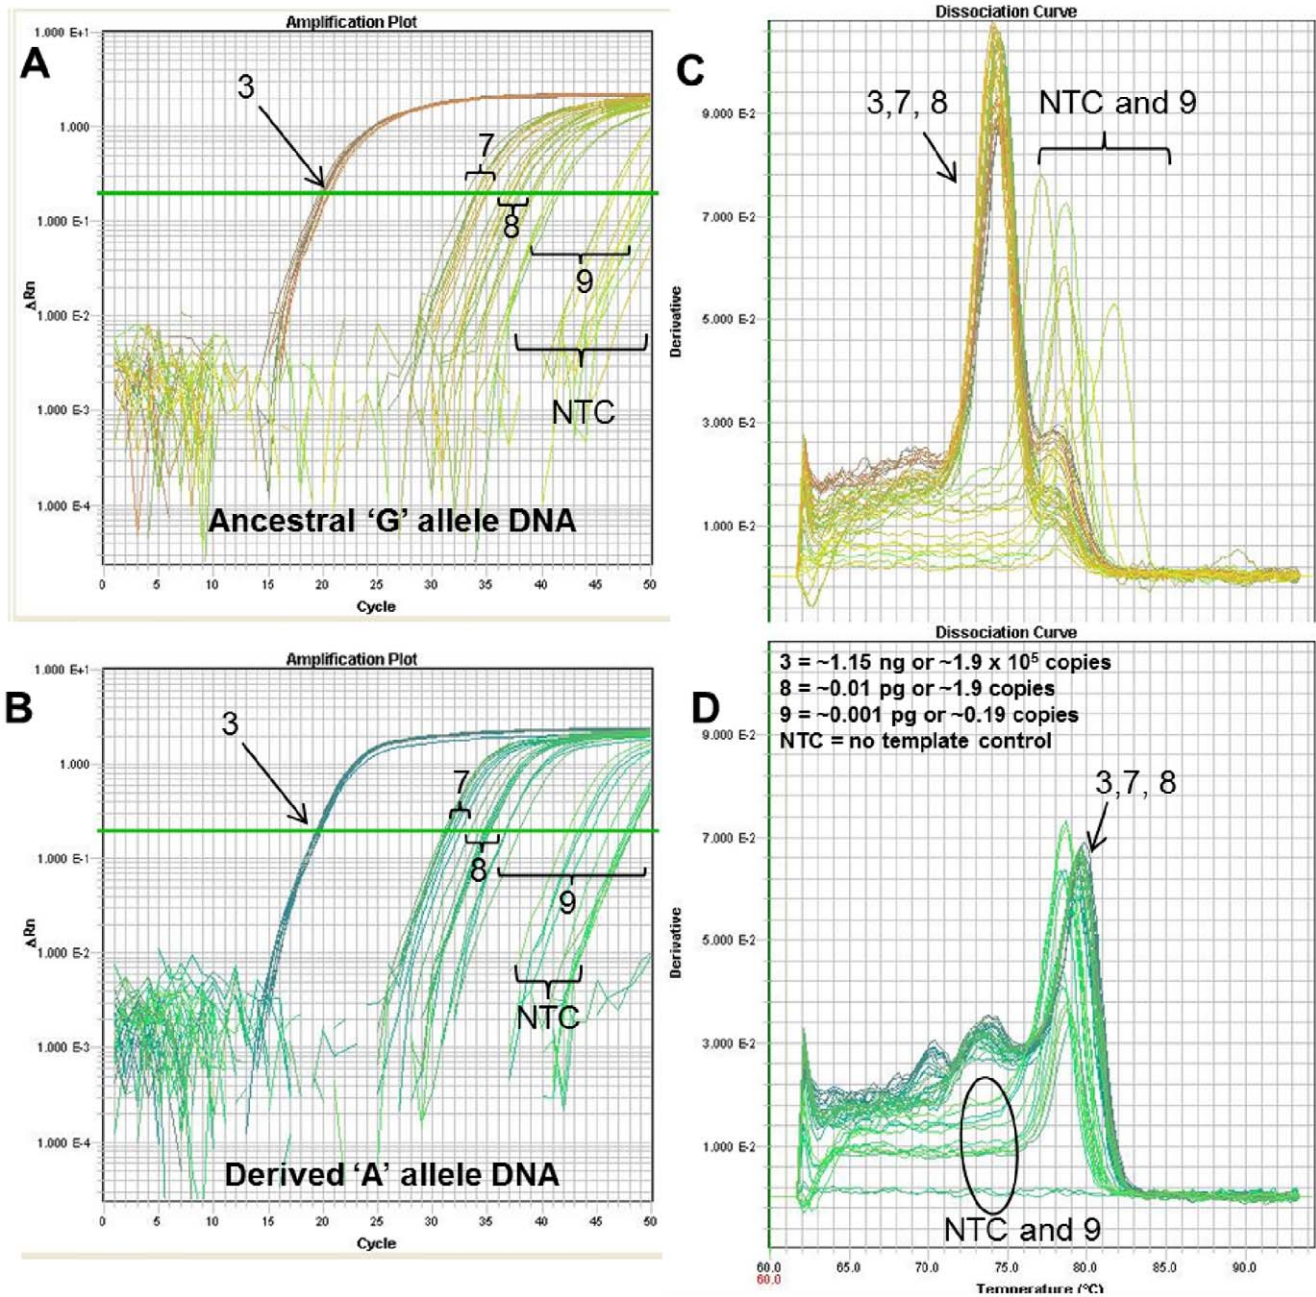 Amplification Plot
A
1.000 E+1
1.000
1.000 E-1
1.000 E-2
1.000 E-3
1.000 E-4
ΔRn
3
7
8
9
NTC
Ancestral ‘G’ allele DNA
0 5 10 15 20 25 30 35 40 45 50
Cycle
Dissociation Curve
C
9.000 E-2
7.000 E-2
5.000 E-2
3.000 E-2
1.000 E-2
Derivative
3,7, 8
NTC and 9
Amplification Plot
B
1.000 E+1
1.000
1.000 E-1
1.000 E-2
1.000 E-3
1.000 E-4
ΔRn
3
7
8
9
NTC
Derived ‘A’ allele DNA
0 5 10 15 20 25 30 35 40 45 50
Cycle
Dissociation Curve
D
3 = ~1.15 ng or ~1.9 x 10⁵ copies
8 = ~0.01 pg or ~1.9 copies
9 = ~0.001 pg or ~0.19 copies
NTC = no template control
9.000 E-2
7.000 E-2
5.000 E-2
3.000 E-2
1.000 E-2
Derivative
3,7, 8
NTC and 9
60.0 65.0 70.0 75.0 80.0 85.0 90.0
60.0
Temperature (°C)